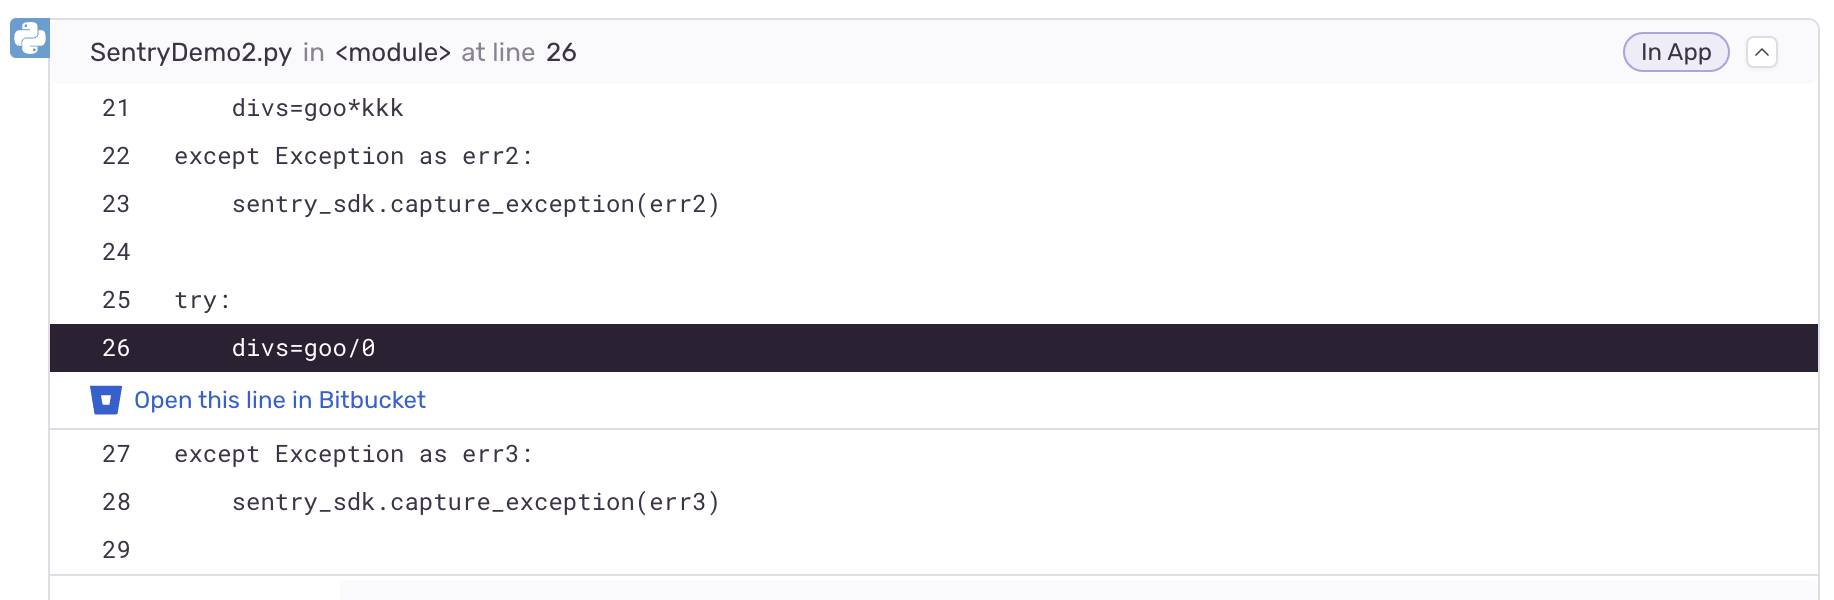 SentryDemo2.py in <module> at line 26 In App
21 divs=goo*kkk
22 except Exception as err2:
23 sentry_sdk.capture_exception(err2)
24
25 try:
26 divs=goo/0
Open this line in Bitbucket
27 except Exception as err3:
28 sentry_sdk.capture_exception(err3)
29